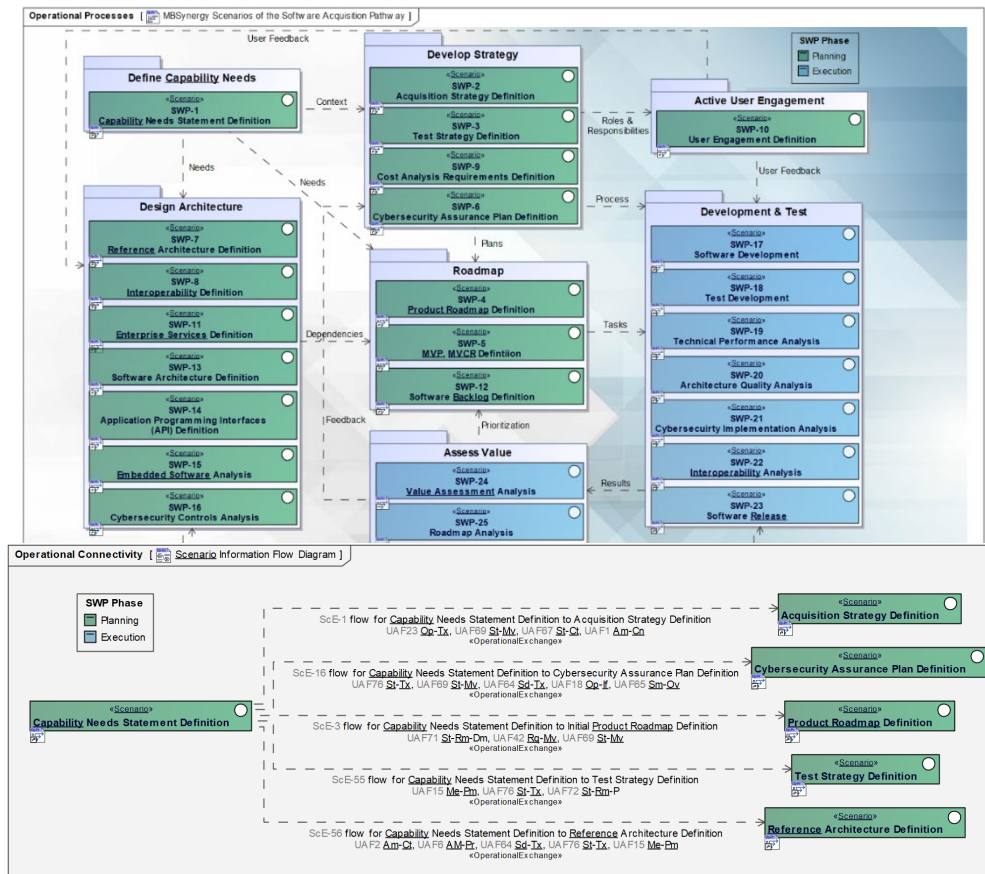 Operational Processes [ MBSynergy Scenarios of the Software Acquisition Pathway ]
User Feedback
SWP Phase
Planning
Execution
Define Capability Needs
«Scenario»
SWP-1
Capability Needs Statement Definition
Context
Develop Strategy
«Scenario»
SWP-2
Acquisition Strategy Definition
«Scenario»
SWP-3
Test Strategy Definition
«Scenario»
SWP-9
Cost Analysis Requirements Definition
«Scenario»
SWP-6
Cybersecurity Assurance Plan Definition
Roles &
Responsibilities
Active User Engagement
«Scenario»
SWP-10
User Engagement Definition
User Feedback
Needs
Needs
Process
Plans
Design Architecture
«Scenario»
SWP-7
Reference Architecture Definition
«Scenario»
SWP-8
Interoperability Definition
«Scenario»
SWP-11
Enterprise Services Definition
«Scenario»
SWP-13
Software Architecture Definition
«Scenario»
SWP-14
Application Programming Interfaces
(API) Definition
«Scenario»
SWP-15
Embedded Software Analysis
«Scenario»
SWP-16
Cybersecurity Controls Analysis
Dependencies
Roadmap
«Scenario»
SWP-4
Product Roadmap Definition
«Scenario»
SWP-5
MVP, MVCR Definitiion
«Scenario»
SWP-12
Software Backlog Definition
Tasks
Feedback
Prioritization
Assess Value
«Scenario»
SWP-24
Value Assessment Analysis
«Scenario»
SWP-25
Roadmap Analysis
Results
Development & Test
«Scenario»
SWP-17
Software Development
«Scenario»
SWP-18
Test Development
«Scenario»
SWP-19
Technical Performance Analysis
«Scenario»
SWP-20
Architecture Quality Analysis
«Scenario»
SWP-21
Cybersecuirty Implementation Analysis
«Scenario»
SWP-22
Interoperability Analysis
«Scenario»
SWP-23
Software Release
Operational Connectivity [ Scenario Information Flow Diagram ]
SWP Phase
Planning
Execution
«Scenario»
Capability Needs Statement Definition
ScE-1 flow for Capability Needs Statement Definition to Acquisition Strategy Definition
UAF23 Op-Tx, UAF69 St-Mv, UAF67 St-Ct, UAF1 Am-Cn
«OperationalExchange»
«Scenario»
Acquisition Strategy Definition
ScE-16 flow for Capability Needs Statement Definition to Cybersecurity Assurance Plan Definition
UAF76 St-Tx, UAF69 St-Mv, UAF64 Sd-Tx, UAF18 Op-If, UAF65 Sm-Ov
«OperationalExchange»
«Scenario»
Cybersecurity Assurance Plan Definition
ScE-3 flow for Capability Needs Statement Definition to Initial Product Roadmap Definition
UAF71 St-Rm-Dm, UAF42 Rq-Mv, UAF69 St-Mv
«OperationalExchange»
«Scenario»
Product Roadmap Definition
ScE-55 flow for Capability Needs Statement Definition to Test Strategy Definition
UAF15 Me-Pm, UAF76 St-Tx, UAF72 St-Rm-P
«OperationalExchange»
«Scenario»
Test Strategy Definition
ScE-56 flow for Capability Needs Statement Definition to Reference Architecture Definition
UAF2 Am-Ct, UAF6 AM-Pr, UAF64 Sd-Tx, UAF76 St-Tx, UAF15 Me-Pm
«OperationalExchange»
«Scenario»
Reference Architecture Definition